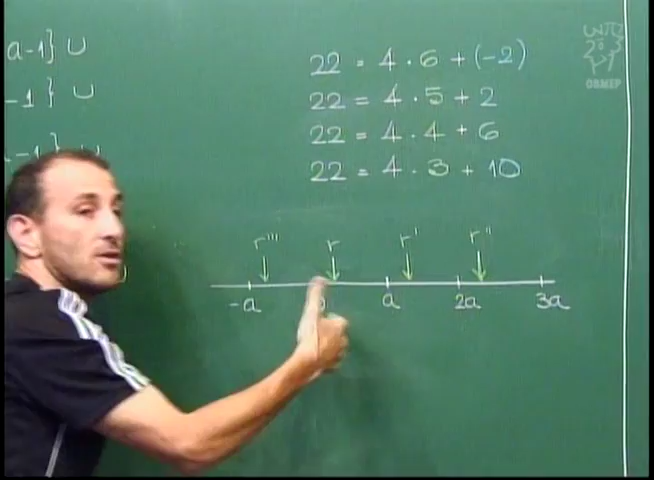 a-1} ∪
-1} ∪
-1}
22 = 4 · 6 + (-2)
22 = 4 · 5 + 2
22 = 4 · 4 + 6
22 = 4 · 3 + 10
r''' r r' r''
-a a 2a 3a
OBMEP